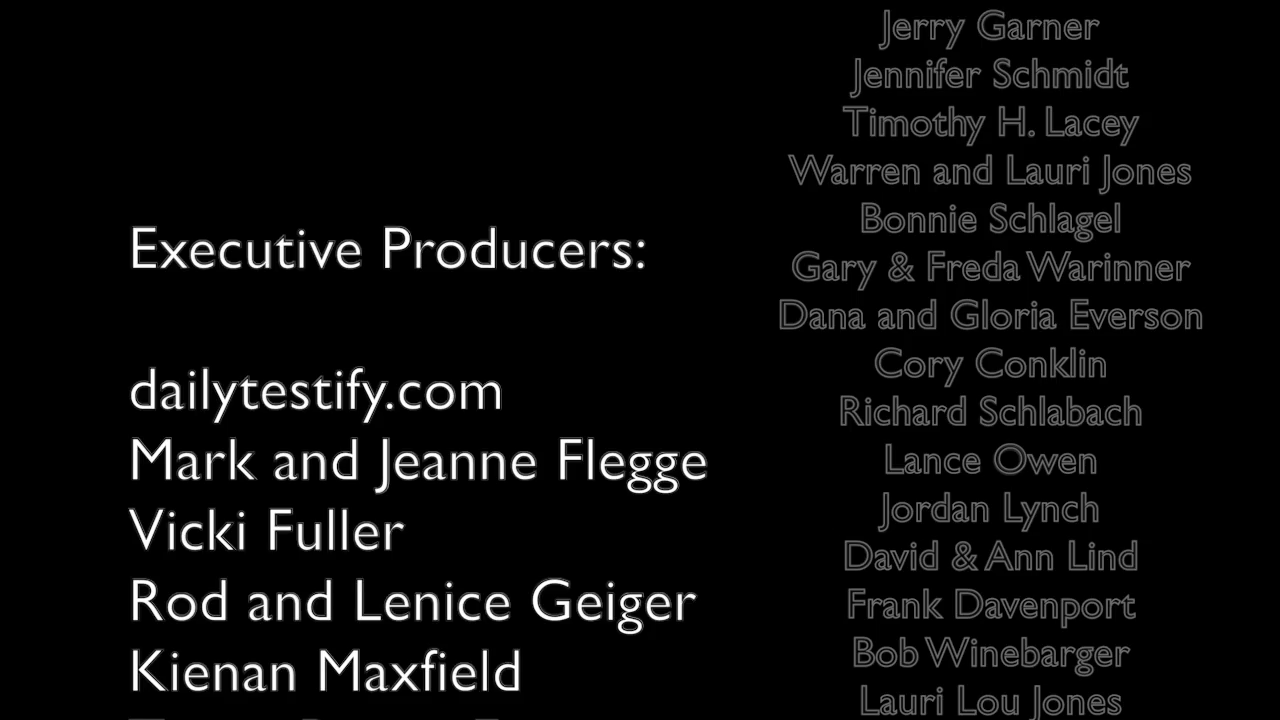 Executive Producers:
dailytestify.com
Mark and Jeanne Flegge
Vicki Fuller
Rod and Lenice Geiger
Kienan Maxfield
Jerry Garner
Jennifer Schmidt
Timothy H. Lacey
Warren and Lauri Jones
Bonnie Schlagel
Gary & Freda Warinner
Dana and Gloria Everson
Cory Conklin
Richard Schlabach
Lance Owen
Jordan Lynch
David & Ann Lind
Frank Davenport
Bob Winebarger
Lauri Lou Jones